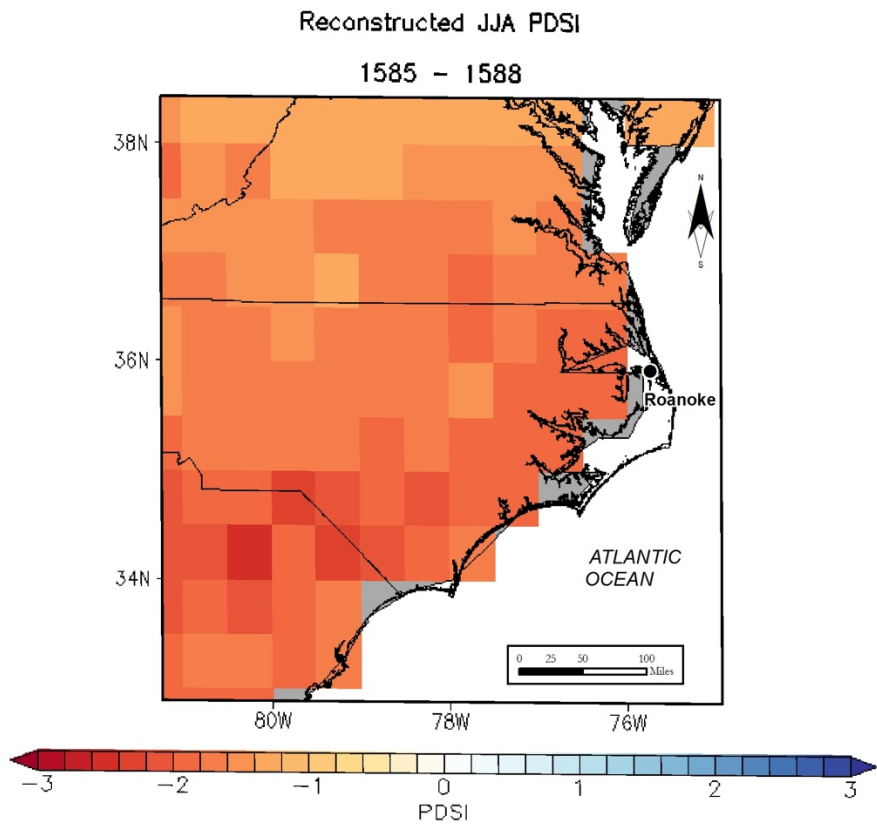 Reconstructed JJA PDSI
1585 - 1588
38N
36N
34N
N
S
Roanoke
ATLANTIC
OCEAN
0 25 50 100
Miles
80W 78W 76W
-3 -2 -1 0 1 2 3
PDSI